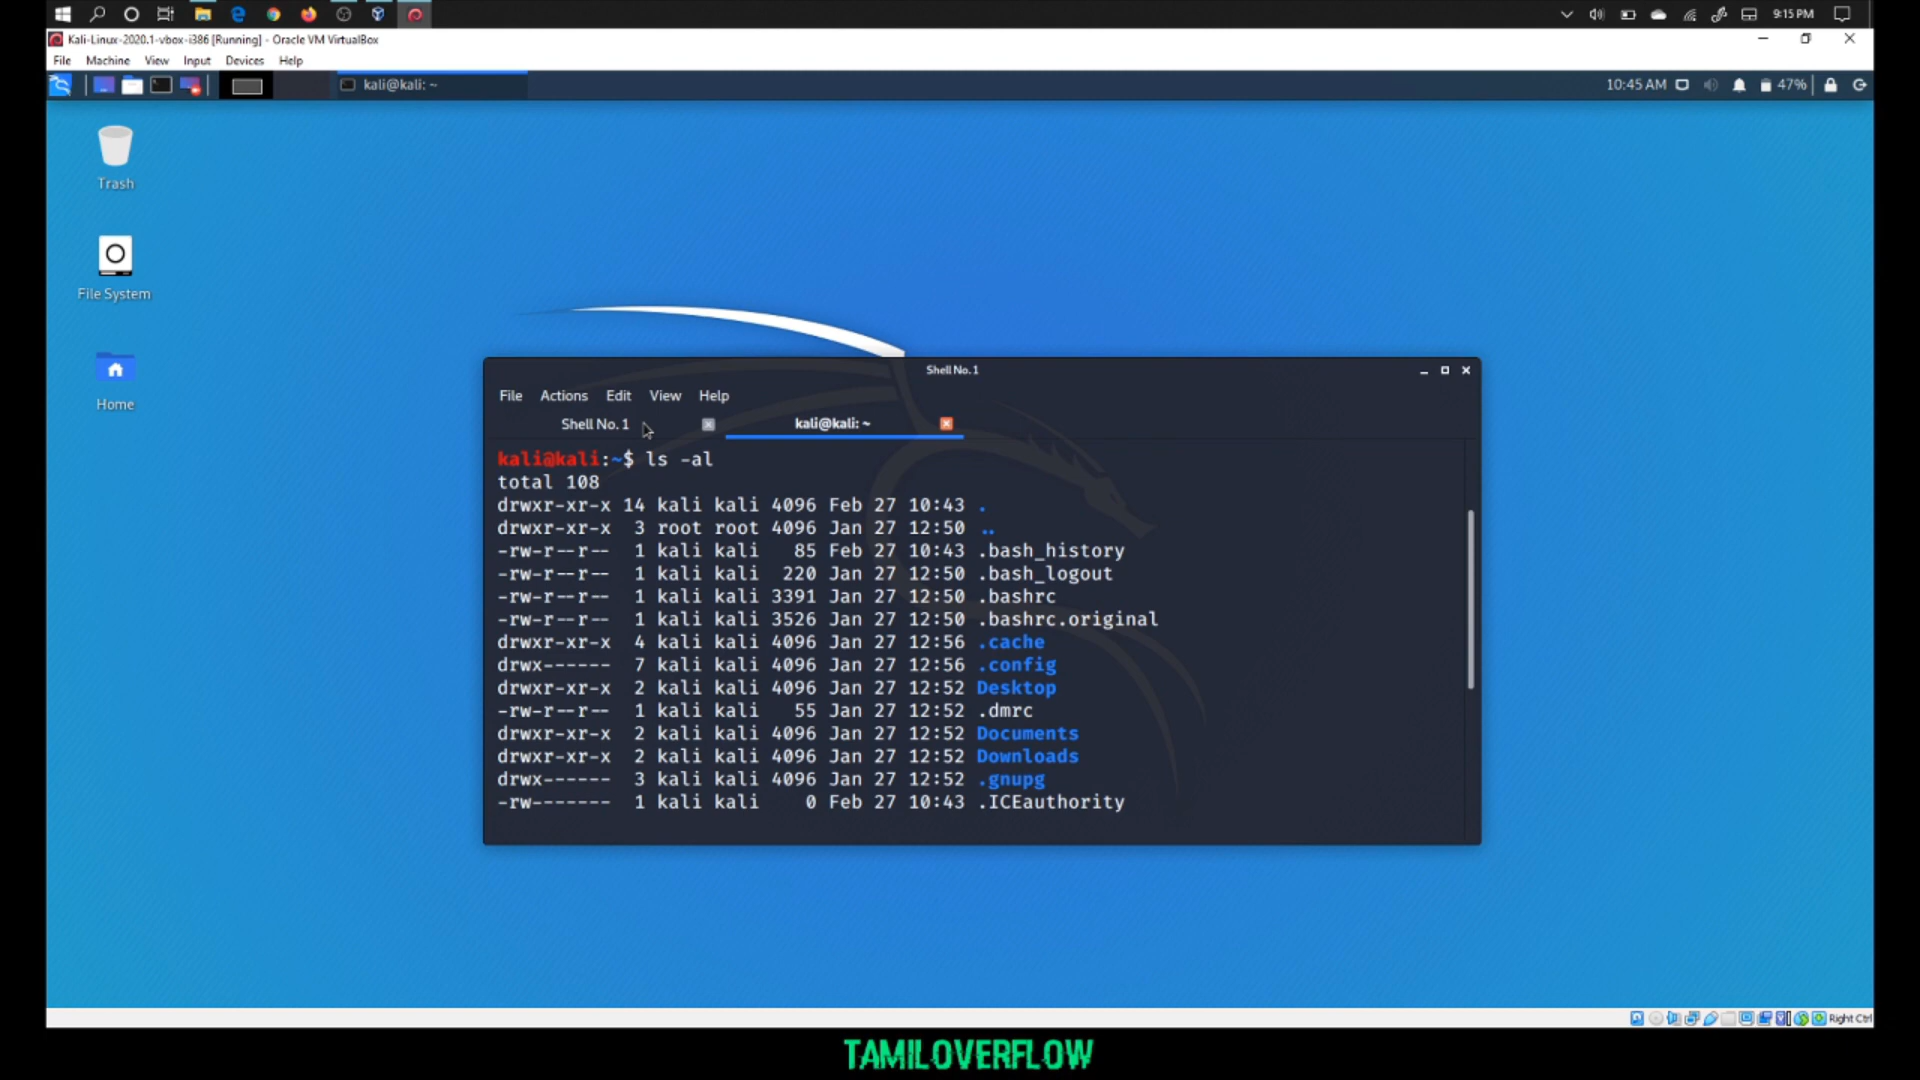 9:15 PM
Kali-Linux-2020.1-vbox-i386 [Running] - Oracle VM VirtualBox
File Machine View Input Devices Help
kali@kali: ~
10:45 AM 47%
Trash
File System
Home
Shell No. 1
File Actions Edit View Help
Shell No. 1 kali@kali: ~
kali@kali:~$ ls -al
total 108
drwxr-xr-x 14 kali kali 4096 Feb 27 10:43 .
drwxr-xr-x 3 root root 4096 Jan 27 12:50 ..
-rw-r--r-- 1 kali kali 85 Feb 27 10:43 .bash_history
-rw-r--r-- 1 kali kali 220 Jan 27 12:50 .bash_logout
-rw-r--r-- 1 kali kali 3391 Jan 27 12:50 .bashrc
-rw-r--r-- 1 kali kali 3526 Jan 27 12:50 .bashrc.original
drwxr-xr-x 4 kali kali 4096 Jan 27 12:56 .cache
drwx------ 7 kali kali 4096 Jan 27 12:56 .config
drwxr-xr-x 2 kali kali 4096 Jan 27 12:52 Desktop
-rw-r--r-- 1 kali kali 55 Jan 27 12:52 .dmrc
drwxr-xr-x 2 kali kali 4096 Jan 27 12:52 Documents
drwxr-xr-x 2 kali kali 4096 Jan 27 12:52 Downloads
drwx------ 3 kali kali 4096 Jan 27 12:52 .gnupg
-rw------- 1 kali kali 0 Feb 27 10:43 .ICEauthority
Right Ctrl
TAMILOVERFLOW